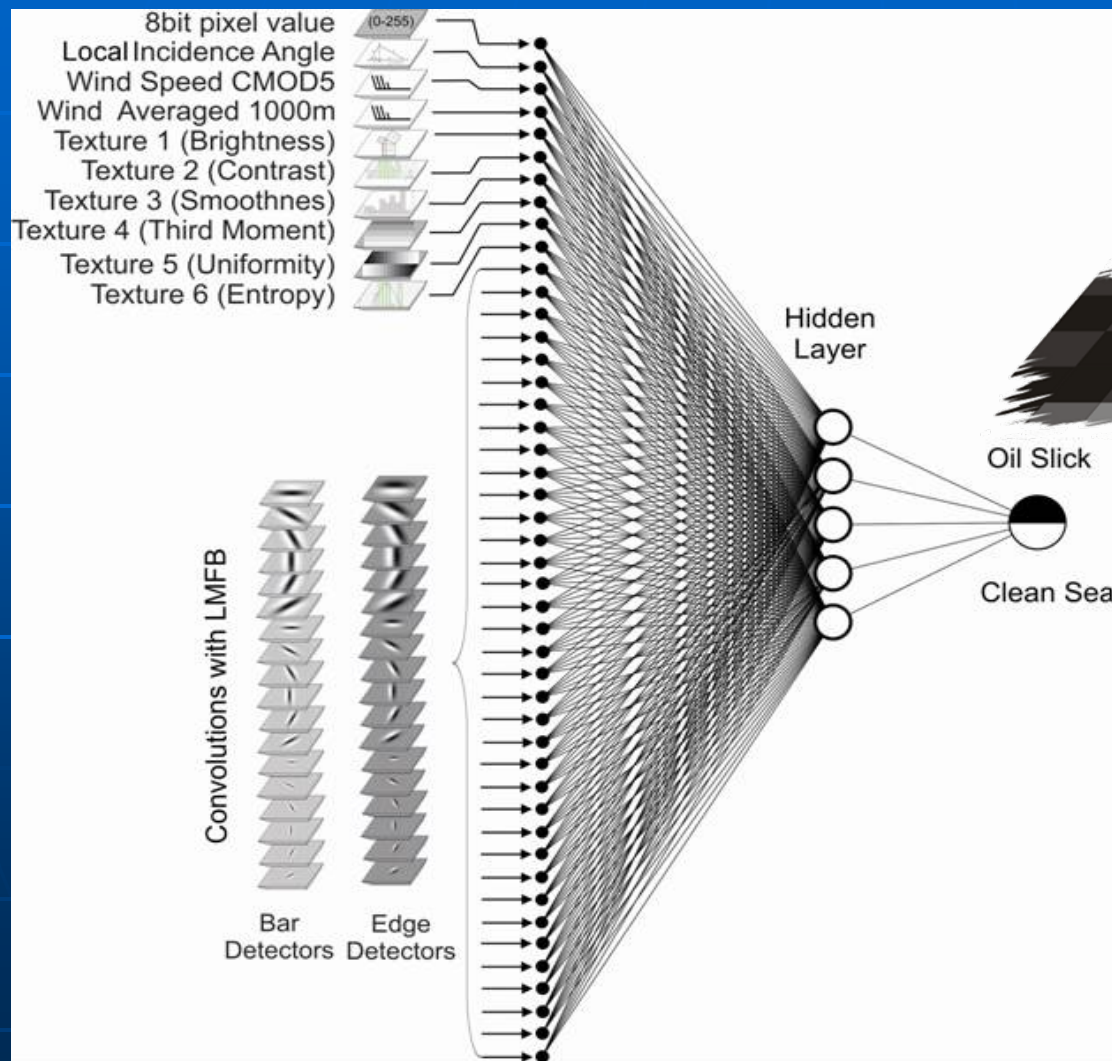 8bit pixel value
(0-255)
Local Incidence Angle
Wind Speed CMOD5
Wind Averaged 1000m
Texture 1 (Brightness)
Texture 2 (Contrast)
Texture 3 (Smoothnes)
Texture 4 (Third Moment)
Texture 5 (Uniformity)
Texture 6 (Entropy)
Hidden
Layer
Oil Slick
Clean Sea
Convolutions with LMFB
Bar
Detectors
Edge
Detectors